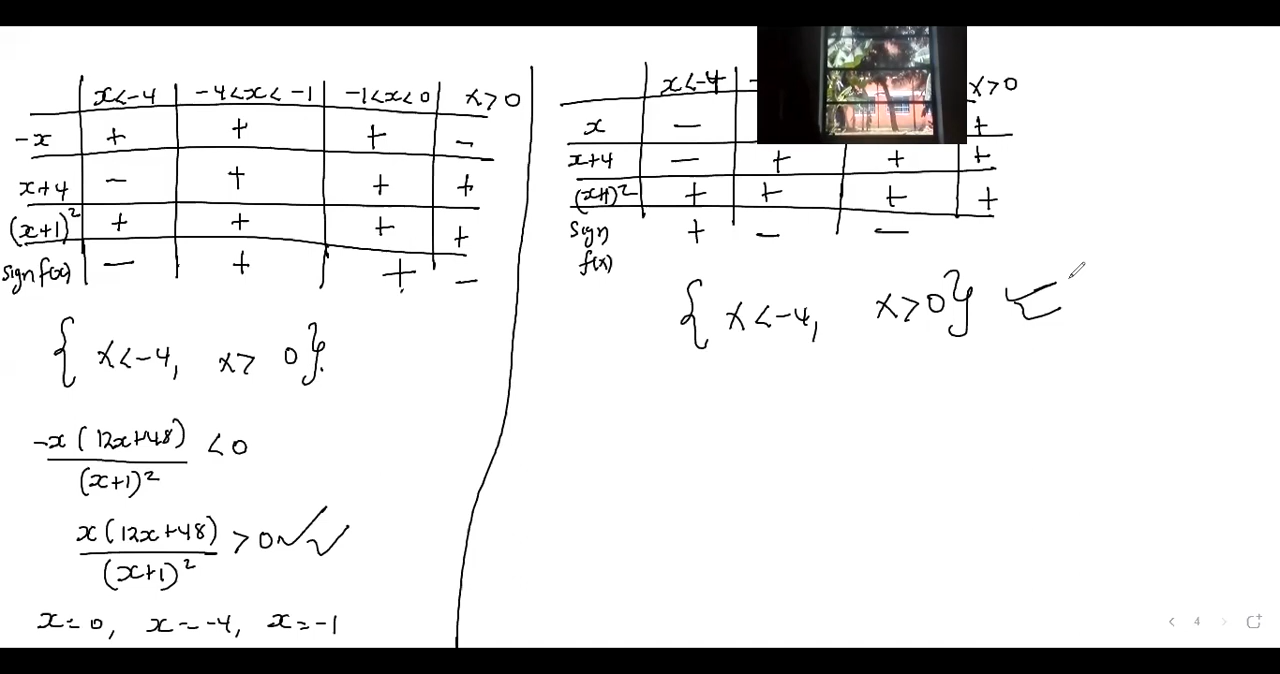 x<-4 -4<x<-1 -1<x<0 x>0
-x + + + -
x+4 - + + +
(x+1)² + + + +
sign f(x) - + + -
{ x<-4, x> 0}.
-x(12x+48) <0
(x+1)²
x(12x+48) >0
(x+1)²
x=0, x=-4, x=-1
x<-4 - x>0
x - +
x+4 - + + +
(x+1)² + + + +
sign + - -
f(x)
{ x<-4, x>0}
4